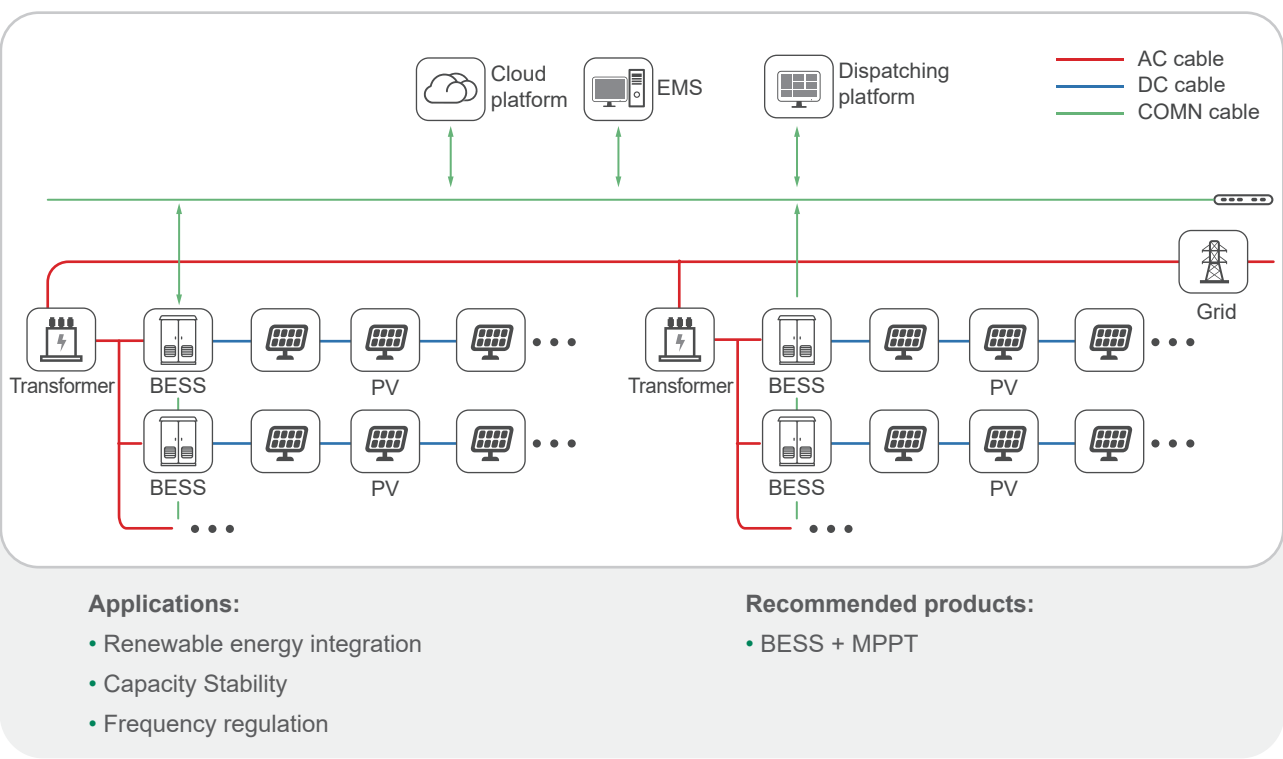 Cloud
platform
EMS
Dispatching
platform
AC cable
DC cable
COMN cable
Grid
Transformer
BESS
PV
Transformer
BESS
PV
BESS
PV
BESS
PV
Applications:
• Renewable energy integration
• Capacity Stability
• Frequency regulation
Recommended products:
• BESS + MPPT